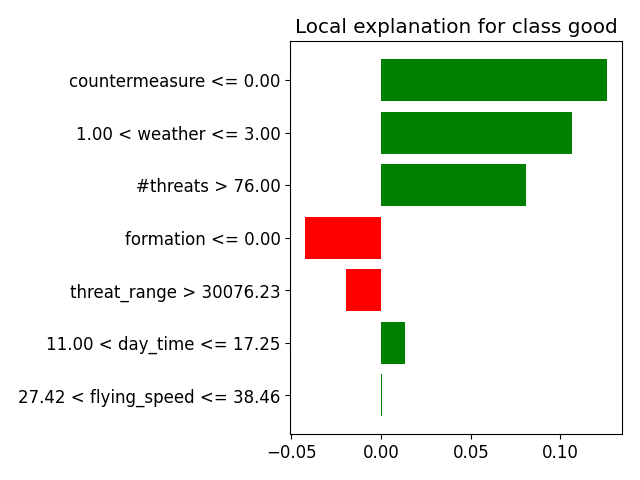 Local explanation for class good
countermeasure <= 0.00
1.00 < weather <= 3.00
#threats > 76.00
formation <= 0.00
threat_range > 30076.23
11.00 < day_time <= 17.25
27.42 < flying_speed <= 38.46
−0.05 0.00 0.05 0.10